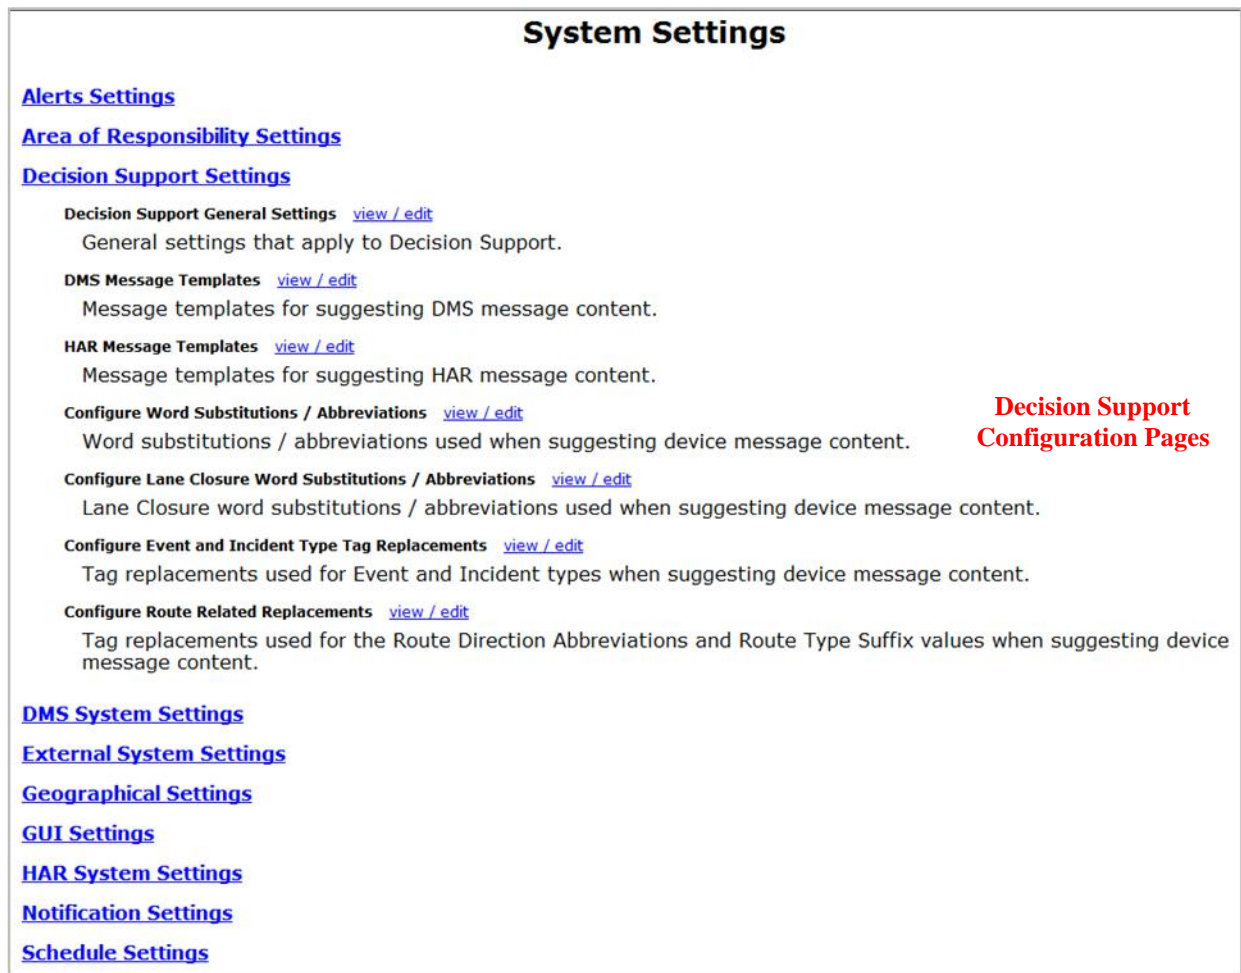 System Settings
Alerts Settings
Area of Responsibility Settings
Decision Support Settings
Decision Support General Settings view / edit
General settings that apply to Decision Support.
DMS Message Templates view / edit
Message templates for suggesting DMS message content.
HAR Message Templates view / edit
Message templates for suggesting HAR message content.
Configure Word Substitutions / Abbreviations view / edit
Word substitutions / abbreviations used when suggesting device message content.
Decision Support
Configuration Pages
Configure Lane Closure Word Substitutions / Abbreviations view / edit
Lane Closure word substitutions / abbreviations used when suggesting device message content.
Configure Event and Incident Type Tag Replacements view / edit
Tag replacements used for Event and Incident types when suggesting device message content.
Configure Route Related Replacements view / edit
Tag replacements used for the Route Direction Abbreviations and Route Type Suffix values when suggesting device
message content.
DMS System Settings
External System Settings
Geographical Settings
GUI Settings
HAR System Settings
Notification Settings
Schedule Settings